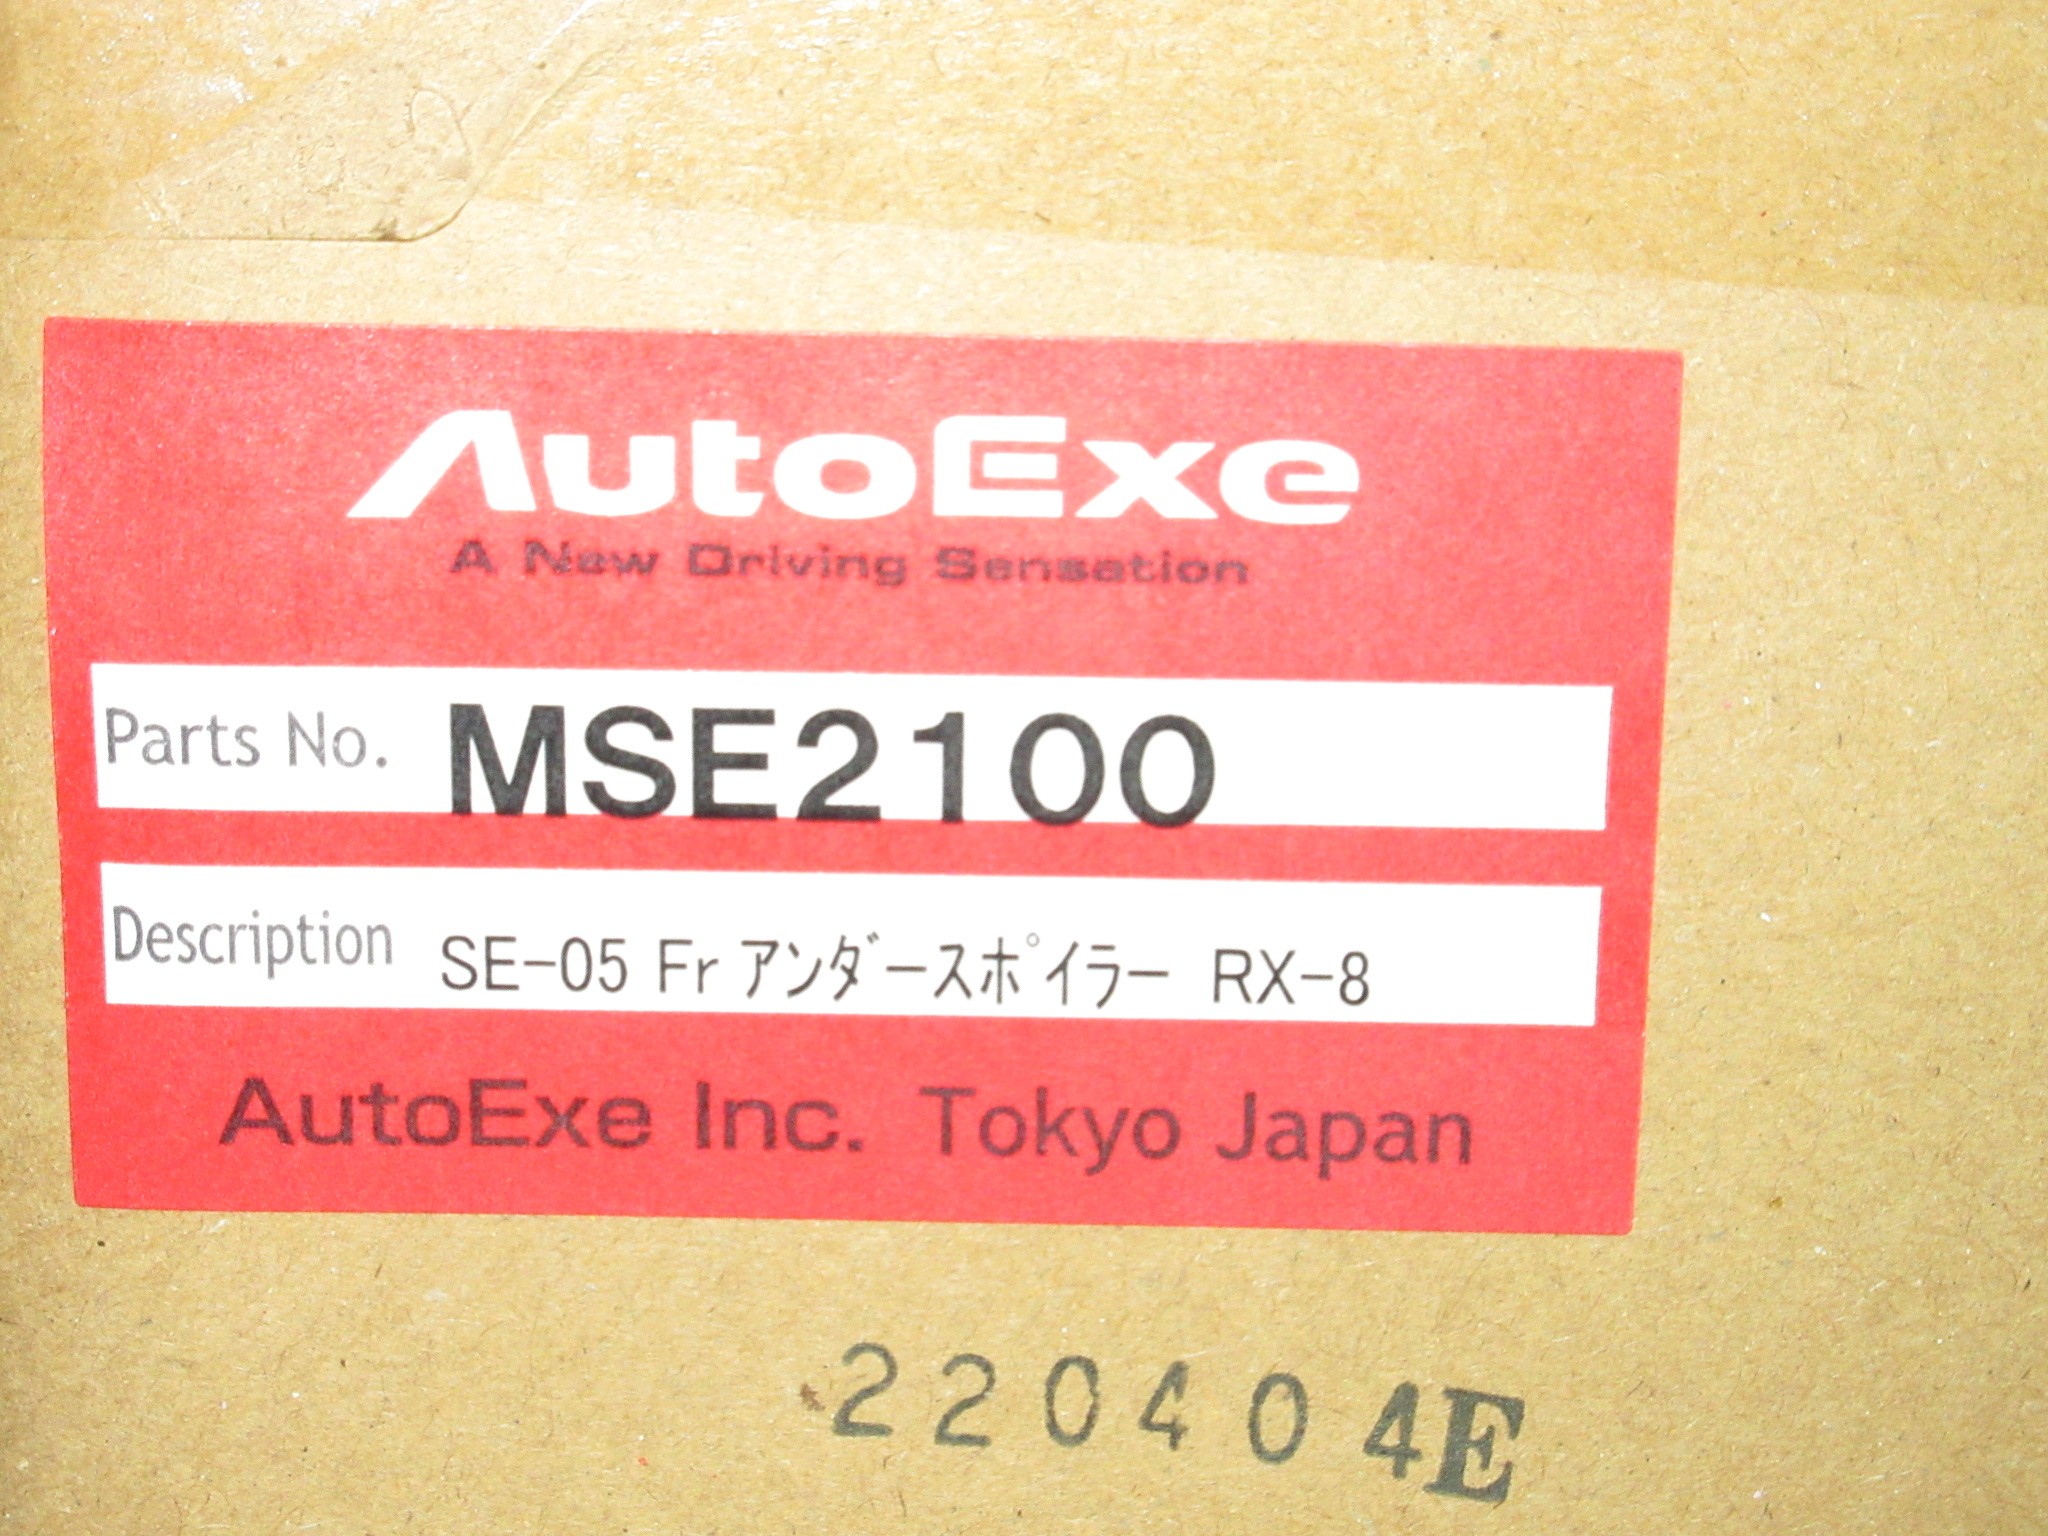 AutoExe
A New Driving Sensation
Parts No. MSE2100
Description SE-05 Fr アンダースポイラー RX-8
AutoExe Inc. Tokyo Japan
220404E